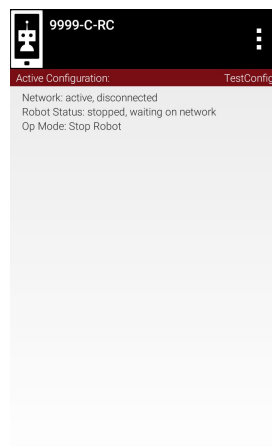 9999-C-RC
Active Configuration: TestConfig
Network: active, disconnected
Robot Status: stopped, waiting on network
Op Mode: Stop Robot